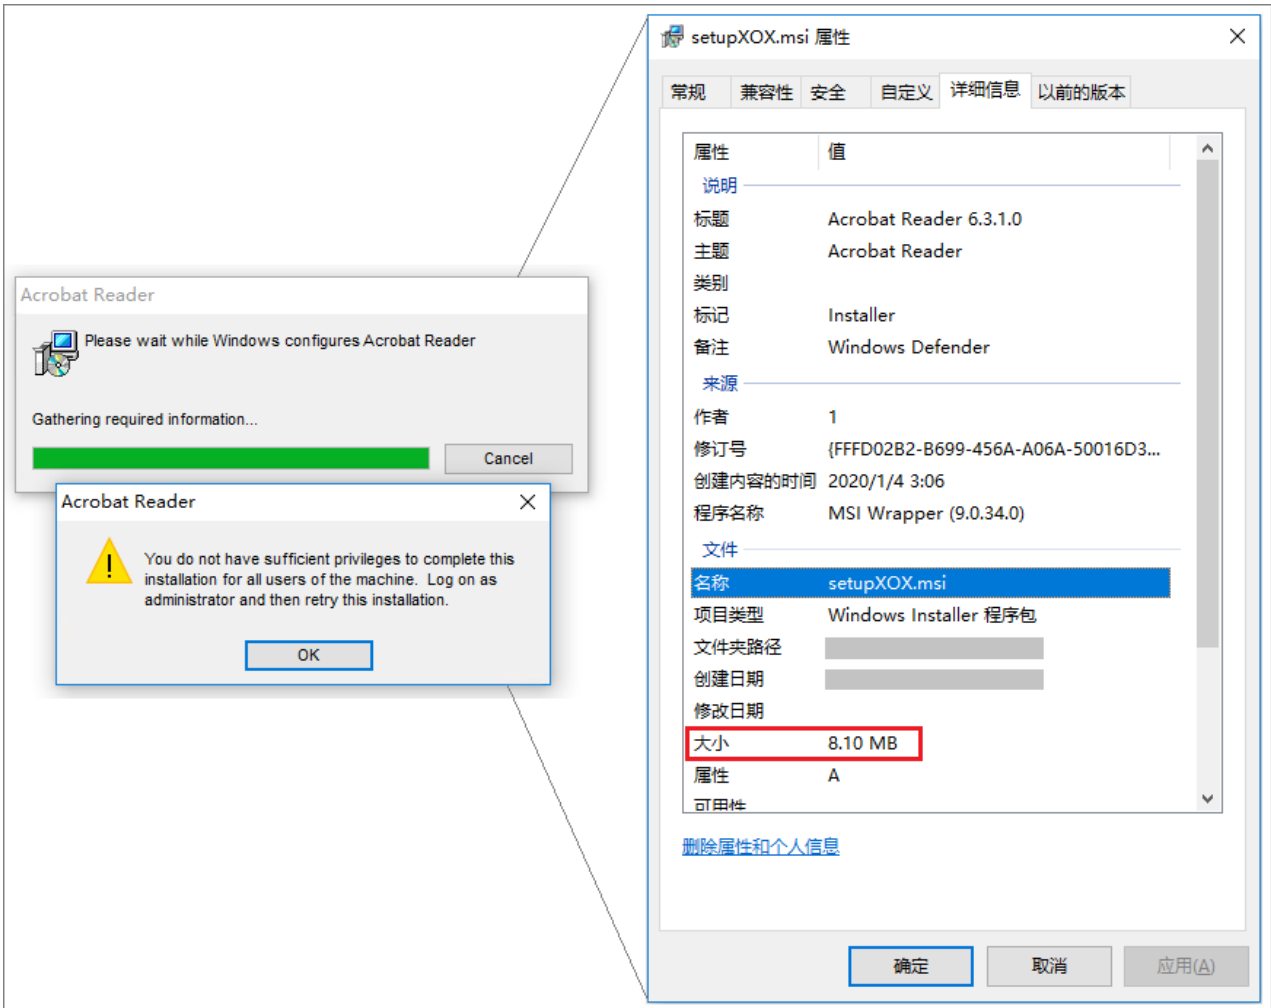 Acrobat Reader
Please wait while Windows configures Acrobat Reader
Gathering required information...
Cancel
Acrobat Reader
You do not have sufficient privileges to complete this
installation for all users of the machine. Log on as
administrator and then retry this installation.
OK
setupXOX.msi 属性
常规 兼容性 安全 自定义 详细信息 以前的版本
属性 值
说明
标题 Acrobat Reader 6.3.1.0
主题 Acrobat Reader
类别
标记 Installer
备注 Windows Defender
来源
作者 1
修订号 {FFFD02B2-B699-456A-A06A-50016D3...
创建内容的时间 2020/1/4 3:06
程序名称 MSI Wrapper (9.0.34.0)
文件
名称 setupXOX.msi
项目类型 Windows Installer 程序包
文件夹路径
创建日期
修改日期
大小 8.10 MB
属性 A
可用性
删除属性和个人信息
确定 取消 应用(A)